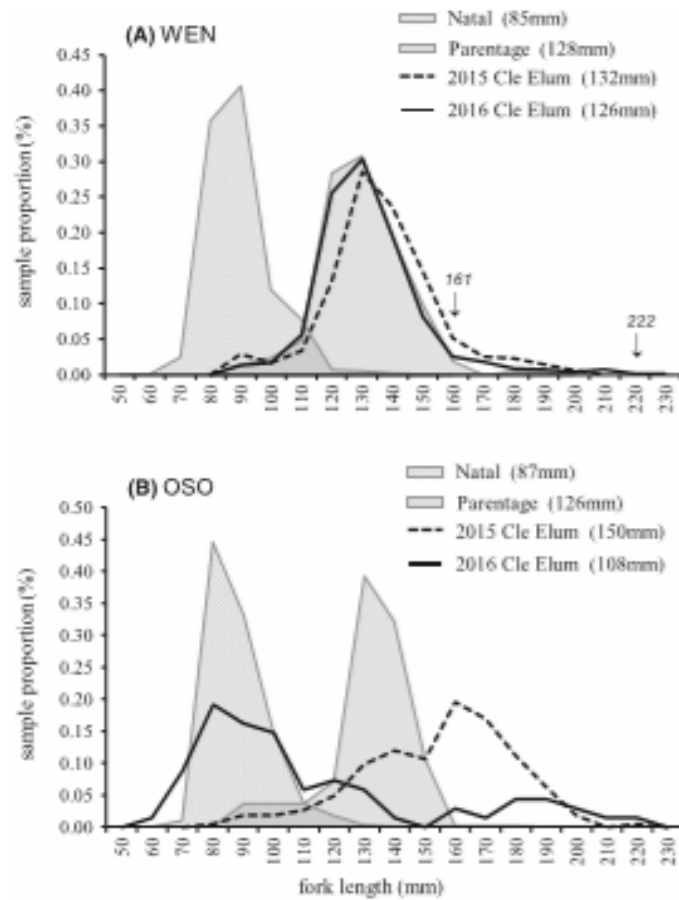 (A) WEN
Natal (85mm)
Parentage (128mm)
2015 Cle Elum (132mm)
2016 Cle Elum (126mm)
sample proportion (%)
0.45
0.40
0.35
0.30
0.25
0.20
0.15
0.10
0.05
0.00
161
222
50 60 70 80 90 100 110 120 130 140 150 160 170 180 190 200 210 220 230
(B) OSO
Natal (87mm)
Parentage (126mm)
2015 Cle Elum (150mm)
2016 Cle Elum (108mm)
sample proportion (%)
0.50
0.45
0.40
0.35
0.30
0.25
0.20
0.15
0.10
0.05
0.00
50 60 70 80 90 100 110 120 130 140 150 160 170 180 190 200 210 220 230
fork length (mm)